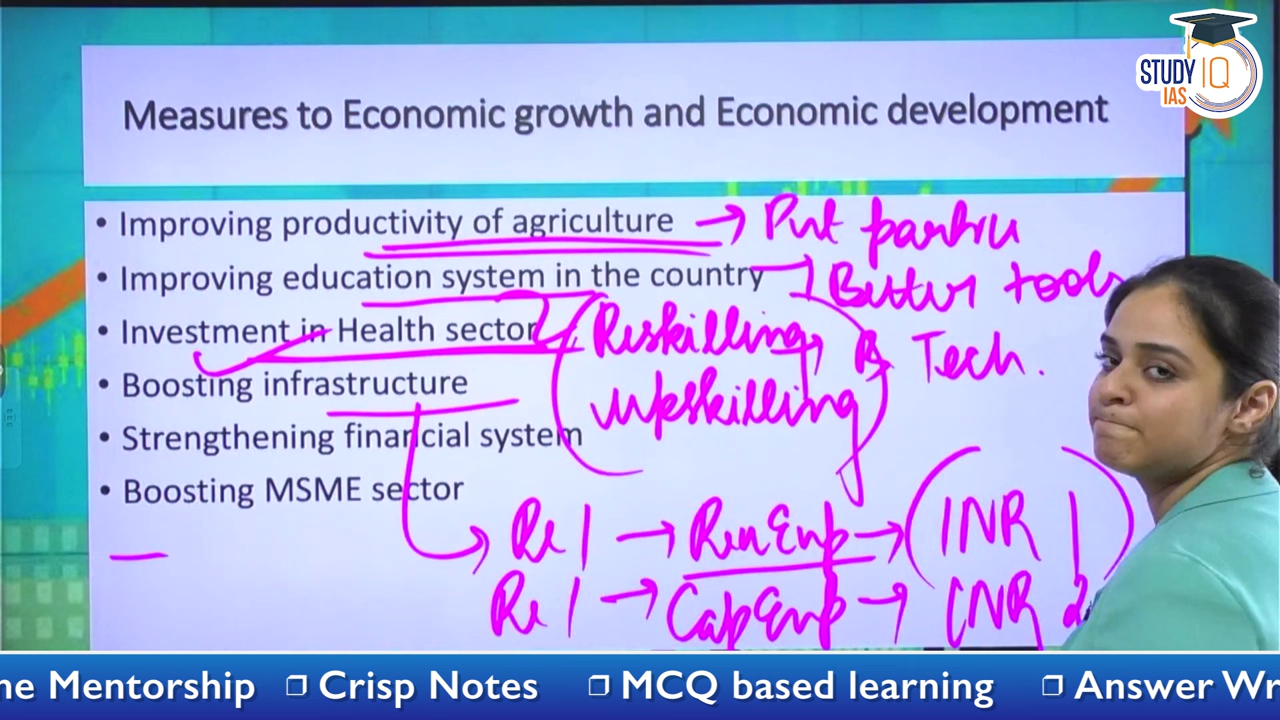 STUDY IQ
IAS
Measures to Economic growth and Economic development
• Improving productivity of agriculture → Pvt
• Improving education system in the country → Better tools
• Investment in Health sector Reskilling, & Tech.
• Boosting infrastructure Upskilling
• Strengthening financial system
• Boosting MSME sector
Re 1 → Rev Exp → (INR 1)
Re 1 → Cap Exp → INR
ne Mentorship ❐ Crisp Notes ❐ MCQ based learning ❐ Answer Wr